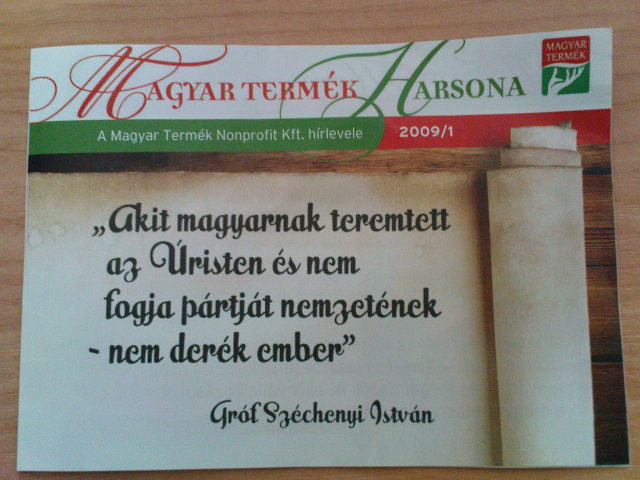 MAGYAR TERMÉK HARSONA
MAGYAR
TERMÉK
A Magyar Termék Nonprofit Kft. hírlevele 2009/1
„Akit magyarnak teremtett
az Úristen és nem
fogja pártját nemzetének
- nem derék ember”
Gróf Széchenyi István